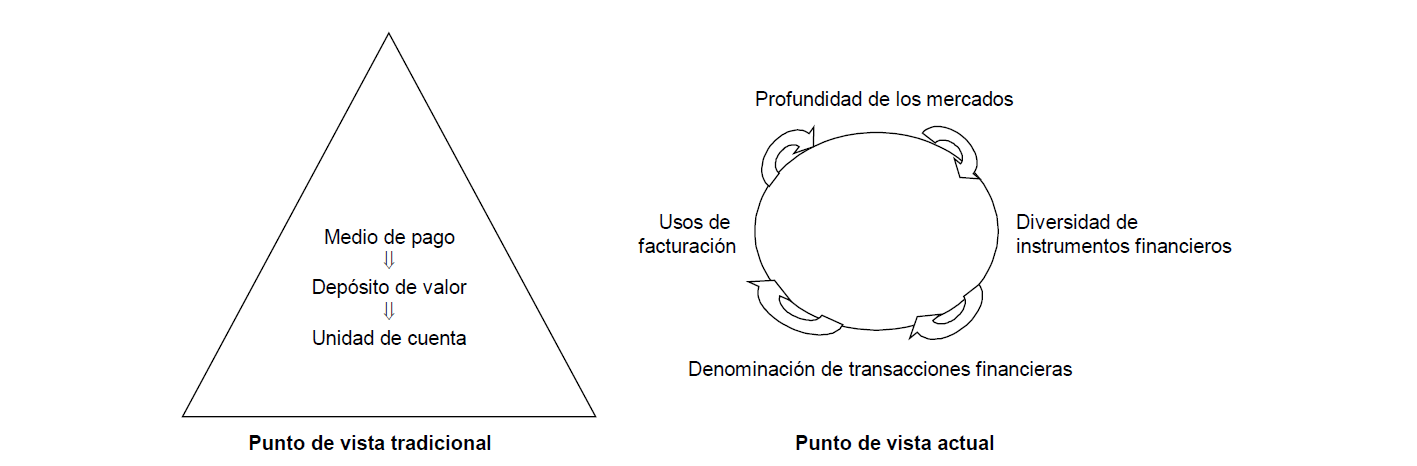 Medio de pago
⇓
Depósito de valor
⇓
Unidad de cuenta
Punto de vista tradicional
Profundidad de los mercados
Usos de
facturación
Diversidad de
instrumentos financieros
Denominación de transacciones financieras
Punto de vista actual